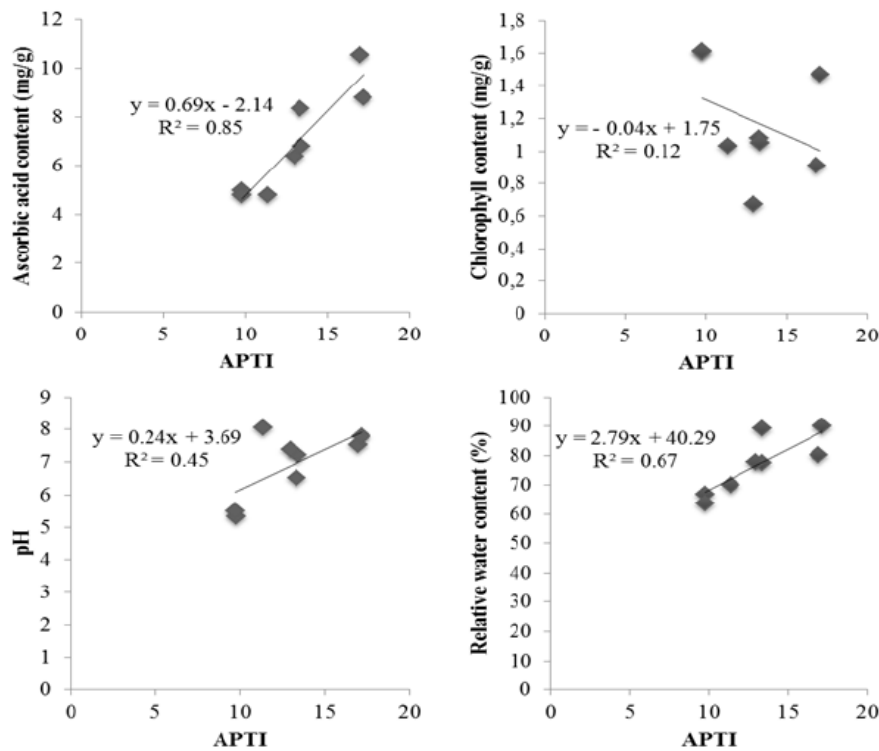 Ascorbic acid content (mg/g)
12
10
8
6
4
2
0
y = 0.69x - 2.14
R² = 0.85
0 5 10 15 20
APTI
Chlorophyll content (mg/g)
1,8
1,6
1,4
1,2
1
0,8
0,6
0,4
0,2
0
y = - 0.04x + 1.75
R² = 0.12
0 5 10 15 20
APTI
pH
9
8
7
6
5
4
3
2
1
0
y = 0.24x + 3.69
R² = 0.45
0 5 10 15 20
APTI
Relative water content (%)
100
90
80
70
60
50
40
30
20
10
0
y = 2.79x + 40.29
R² = 0.67
0 5 10 15 20
APTI